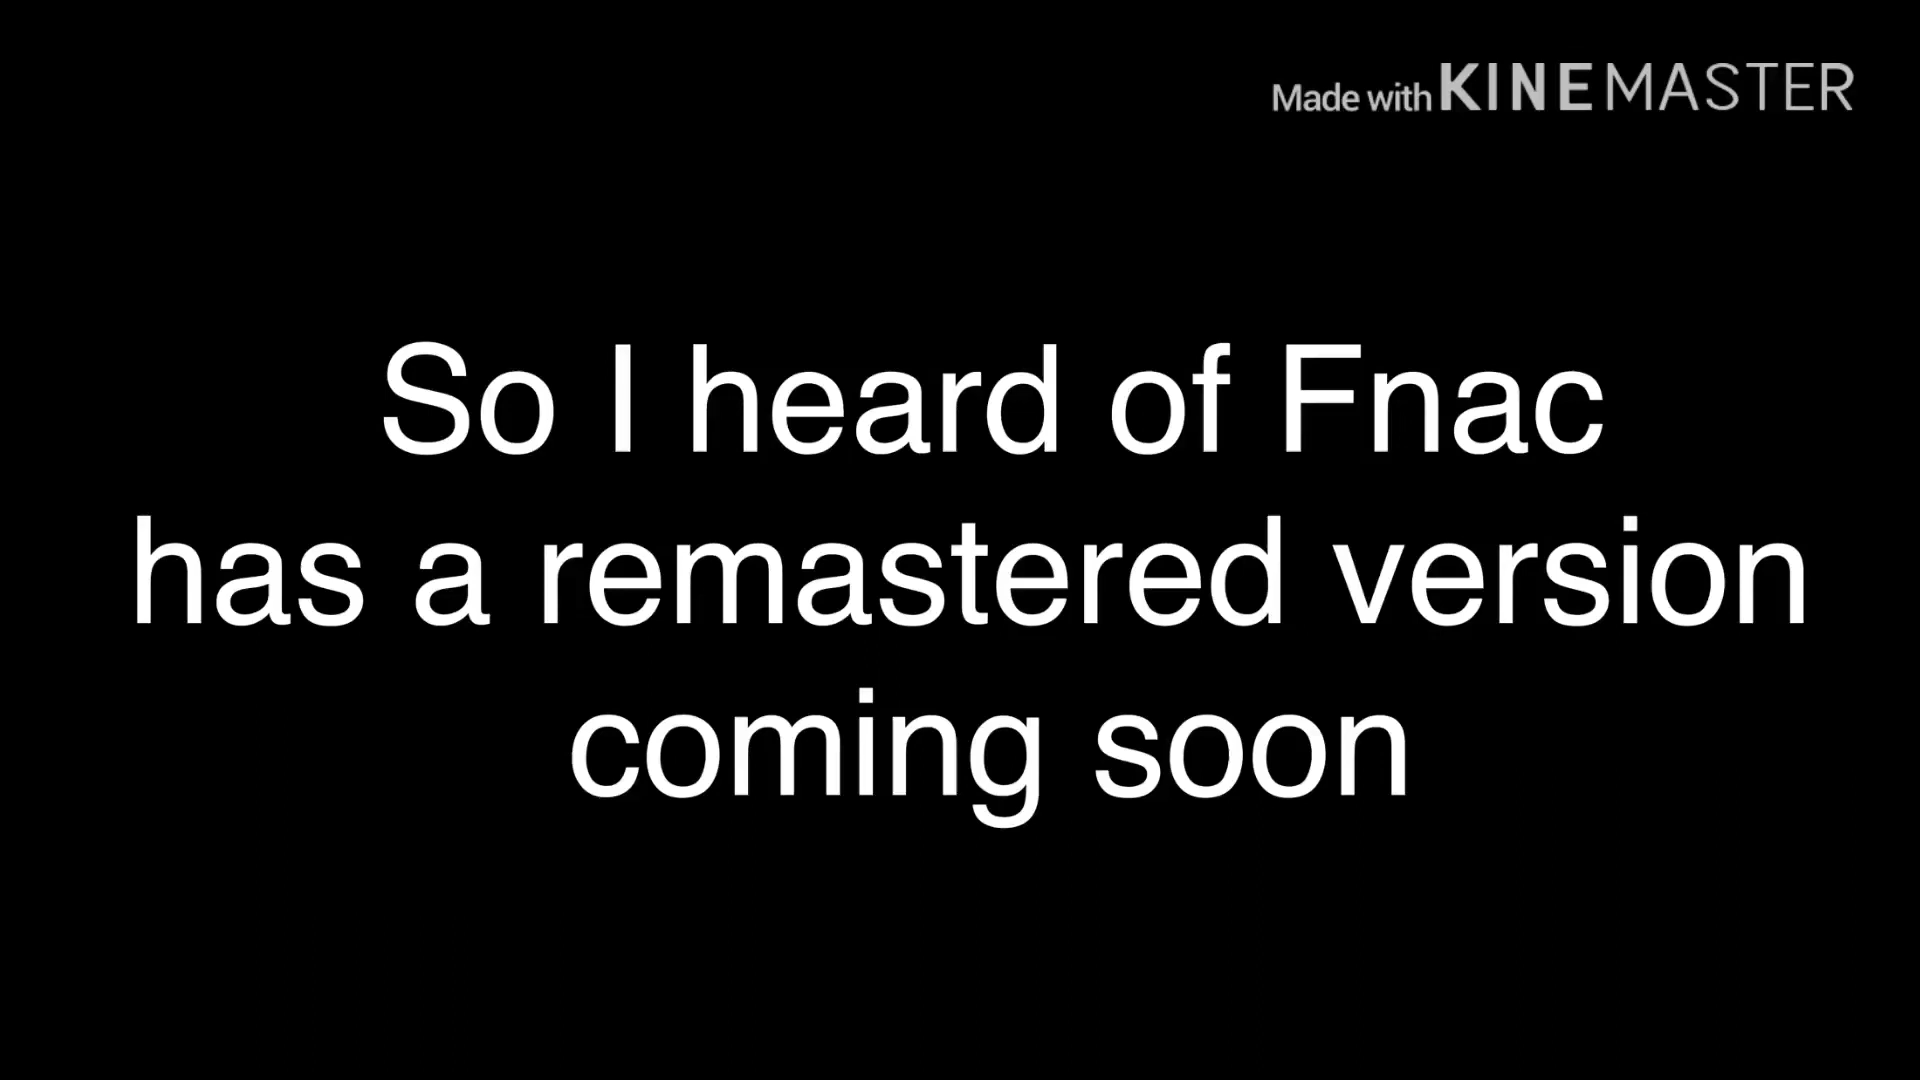 Made with KINEMASTER
So I heard of Fnac
has a remastered version
coming soon